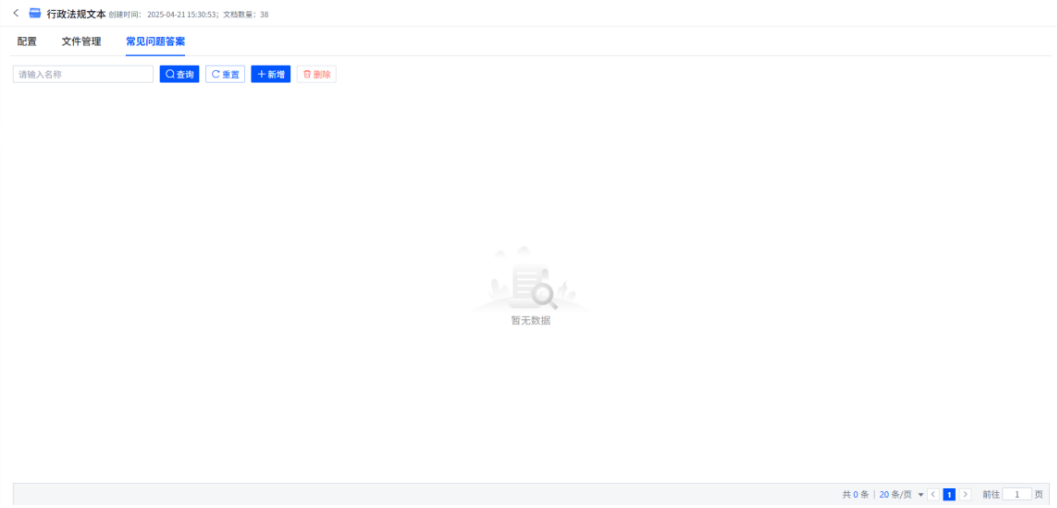 行政法规文本 创建时间: 2025-04-21 15:30:53; 文档数量: 38
配置 文件管理 常见问题答案
请输入名称 查询 重置 新增 删除
暂无数据
共 0 条 20 条/页 1 前往 1 页